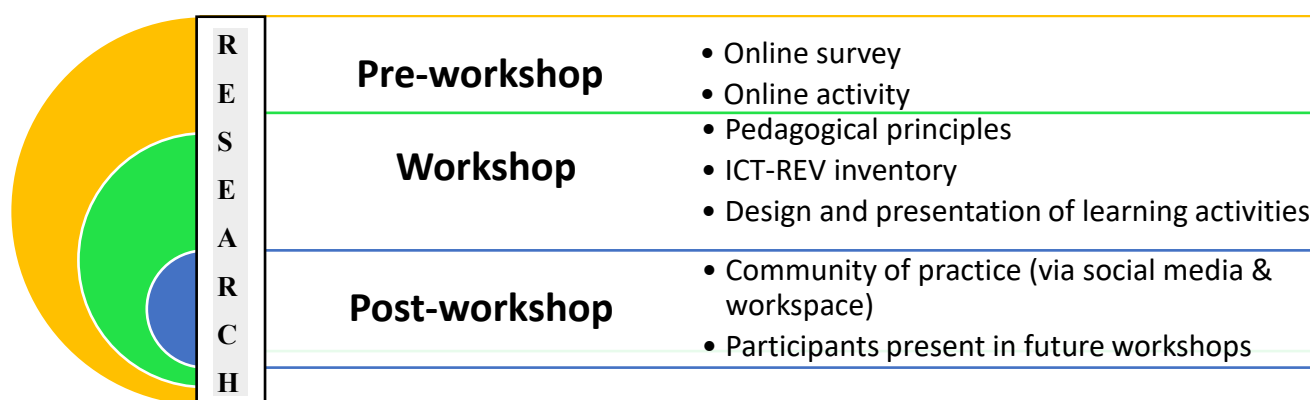 R
E
S
E
A
R
C
H
Pre-workshop
• Online survey
• Online activity
Workshop
• Pedagogical principles
• ICT-REV inventory
• Design and presentation of learning activities
Post-workshop
• Community of practice (via social media &
workspace)
• Participants present in future workshops